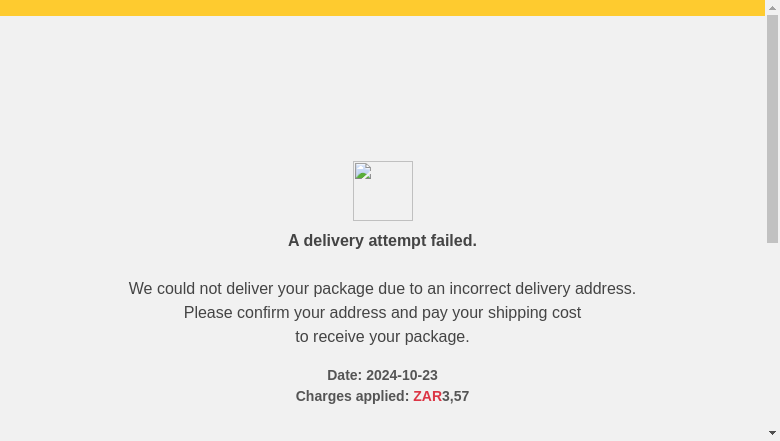 A delivery attempt failed.
We could not deliver your package due to an incorrect delivery address.
Please confirm your address and pay your shipping cost
to receive your package.
Date: 2024-10-23
Charges applied: ZAR3,57